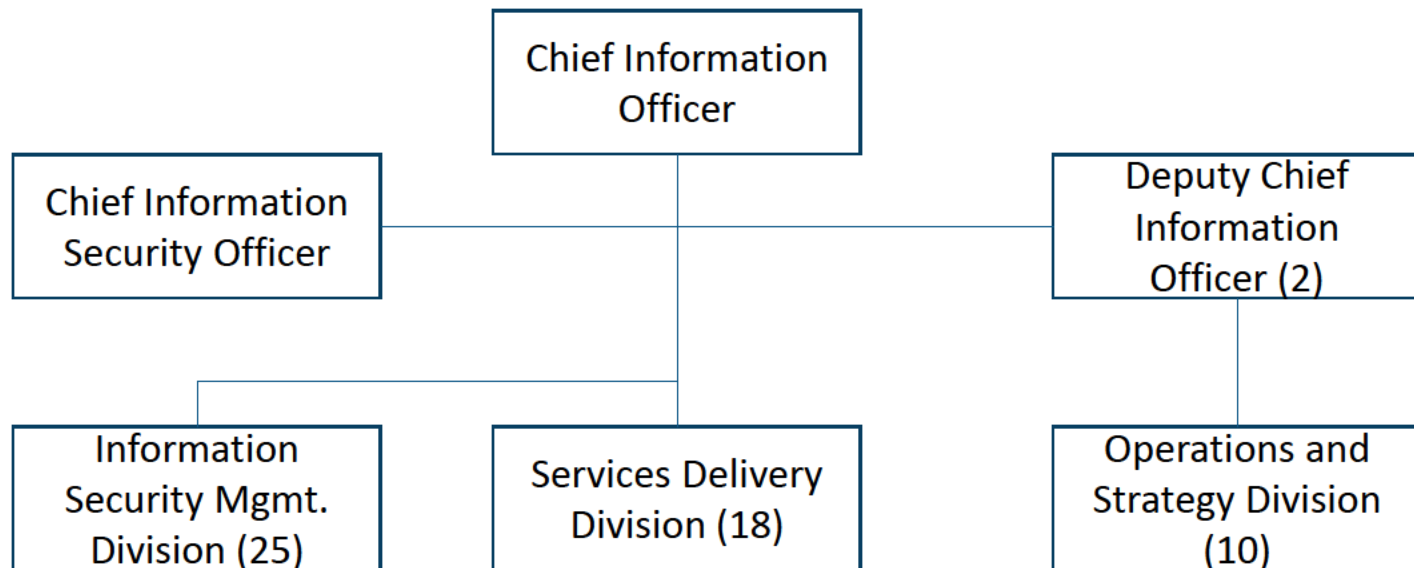 Chief Information
Officer
Chief Information
Security Officer
Deputy Chief
Information
Officer (2)
Information
Security Mgmt.
Division (25)
Services Delivery
Division (18)
Operations and
Strategy Division
(10)